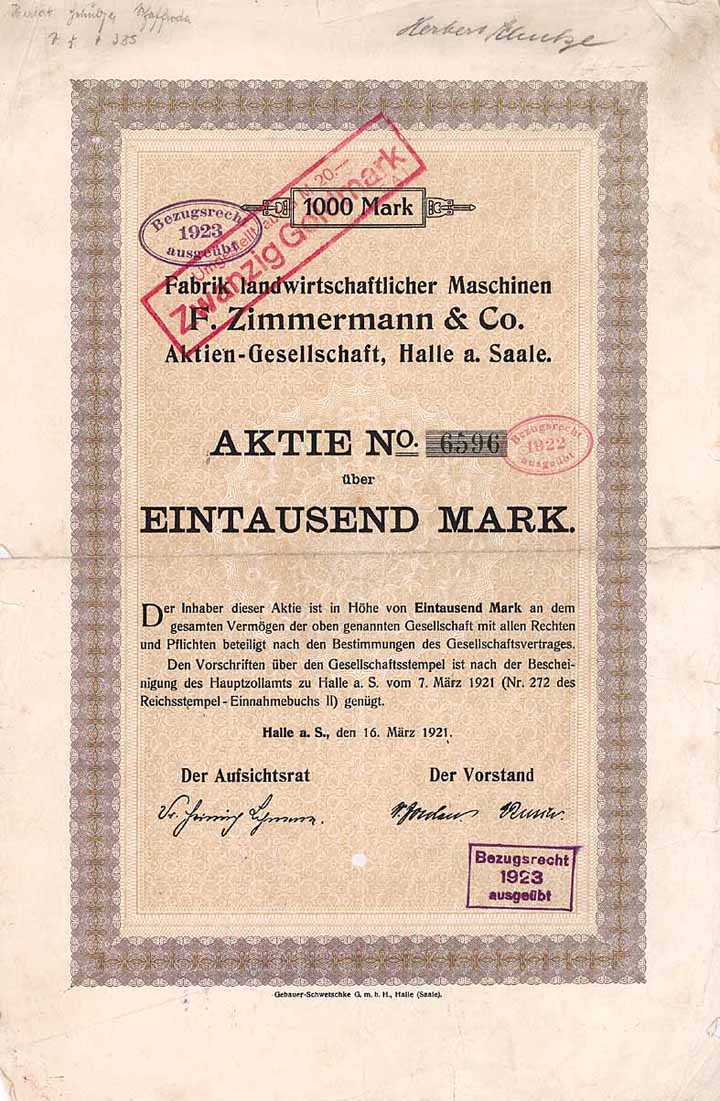 Herbert
385
1000 Mark
Umgestellt auf G.M. 20.—
Zwanzig Goldmark
Bezugsrecht
1923
ausgeübt
Fabrik landwirtschaftlicher Maschinen
F. Zimmermann & Co.
Aktien-Gesellschaft, Halle a. Saale.
AKTIE No. 6596
Bezugsrecht
1922
ausgeübt
über
EINTAUSEND MARK.
Der Inhaber dieser Aktie ist in Höhe von Eintausend Mark an dem
gesamten Vermögen der oben genannten Gesellschaft mit allen Rechten
und Pflichten beteiligt nach den Bestimmungen des Gesellschaftsvertrages.
Den Vorschriften über den Gesellschaftsstempel ist nach der Beschei-
nigung des Hauptzollamts zu Halle a. S. vom 7. März 1921 (Nr. 272 des
Reichsstempel-Einnahmebuchs II) genügt.
Halle a. S., den 16. März 1921.
Der Aufsichtsrat
Der Vorstand
Bezugsrecht
1923
ausgeübt
Gebauer-Schwetschke G. m. b. H., Halle (Saale).